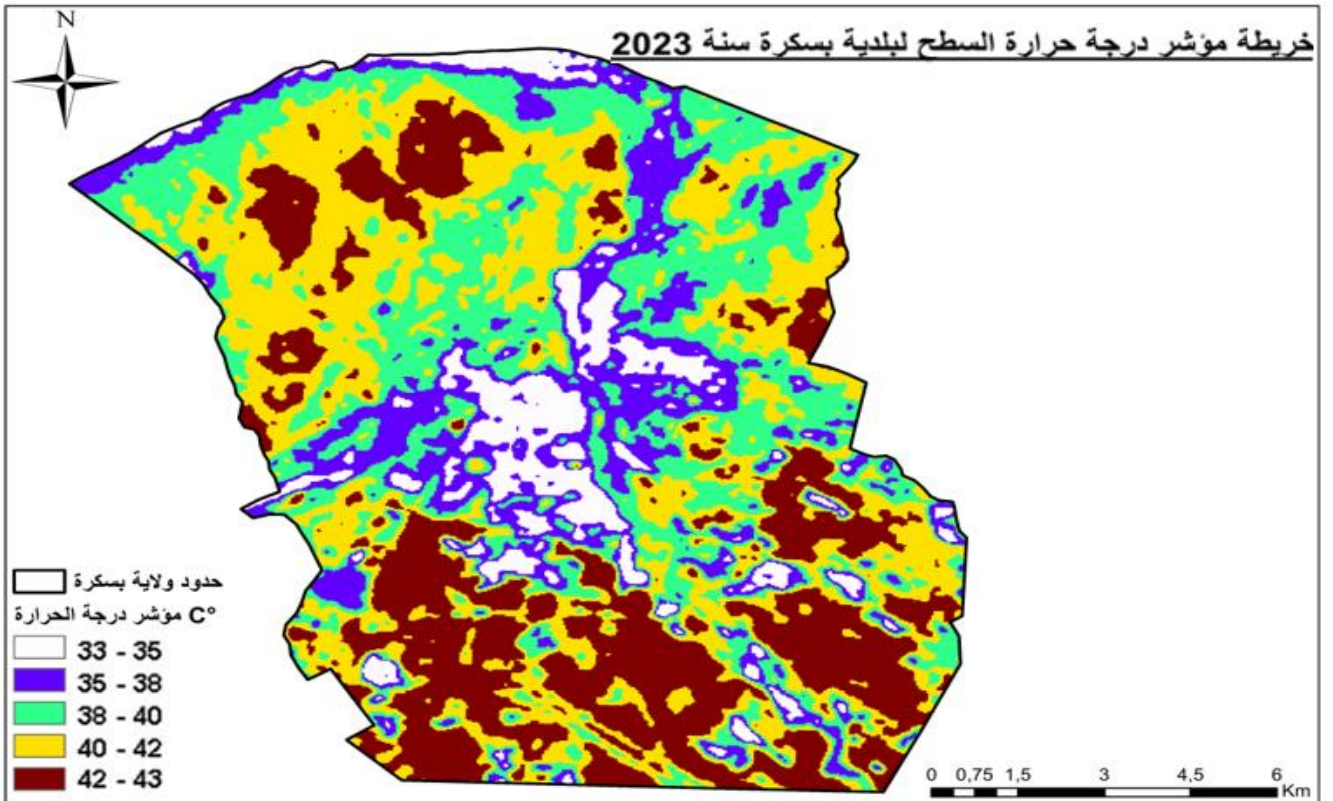 N
خريطة مؤشر درجة حرارة السطح لبلدية بسكرة سنة 2023
حدود ولاية بسكرة
مؤشر درجة الحرارة C°
33 - 35
35 - 38
38 - 40
40 - 42
42 - 43
0 0,75 1,5 3 4,5 6
Km